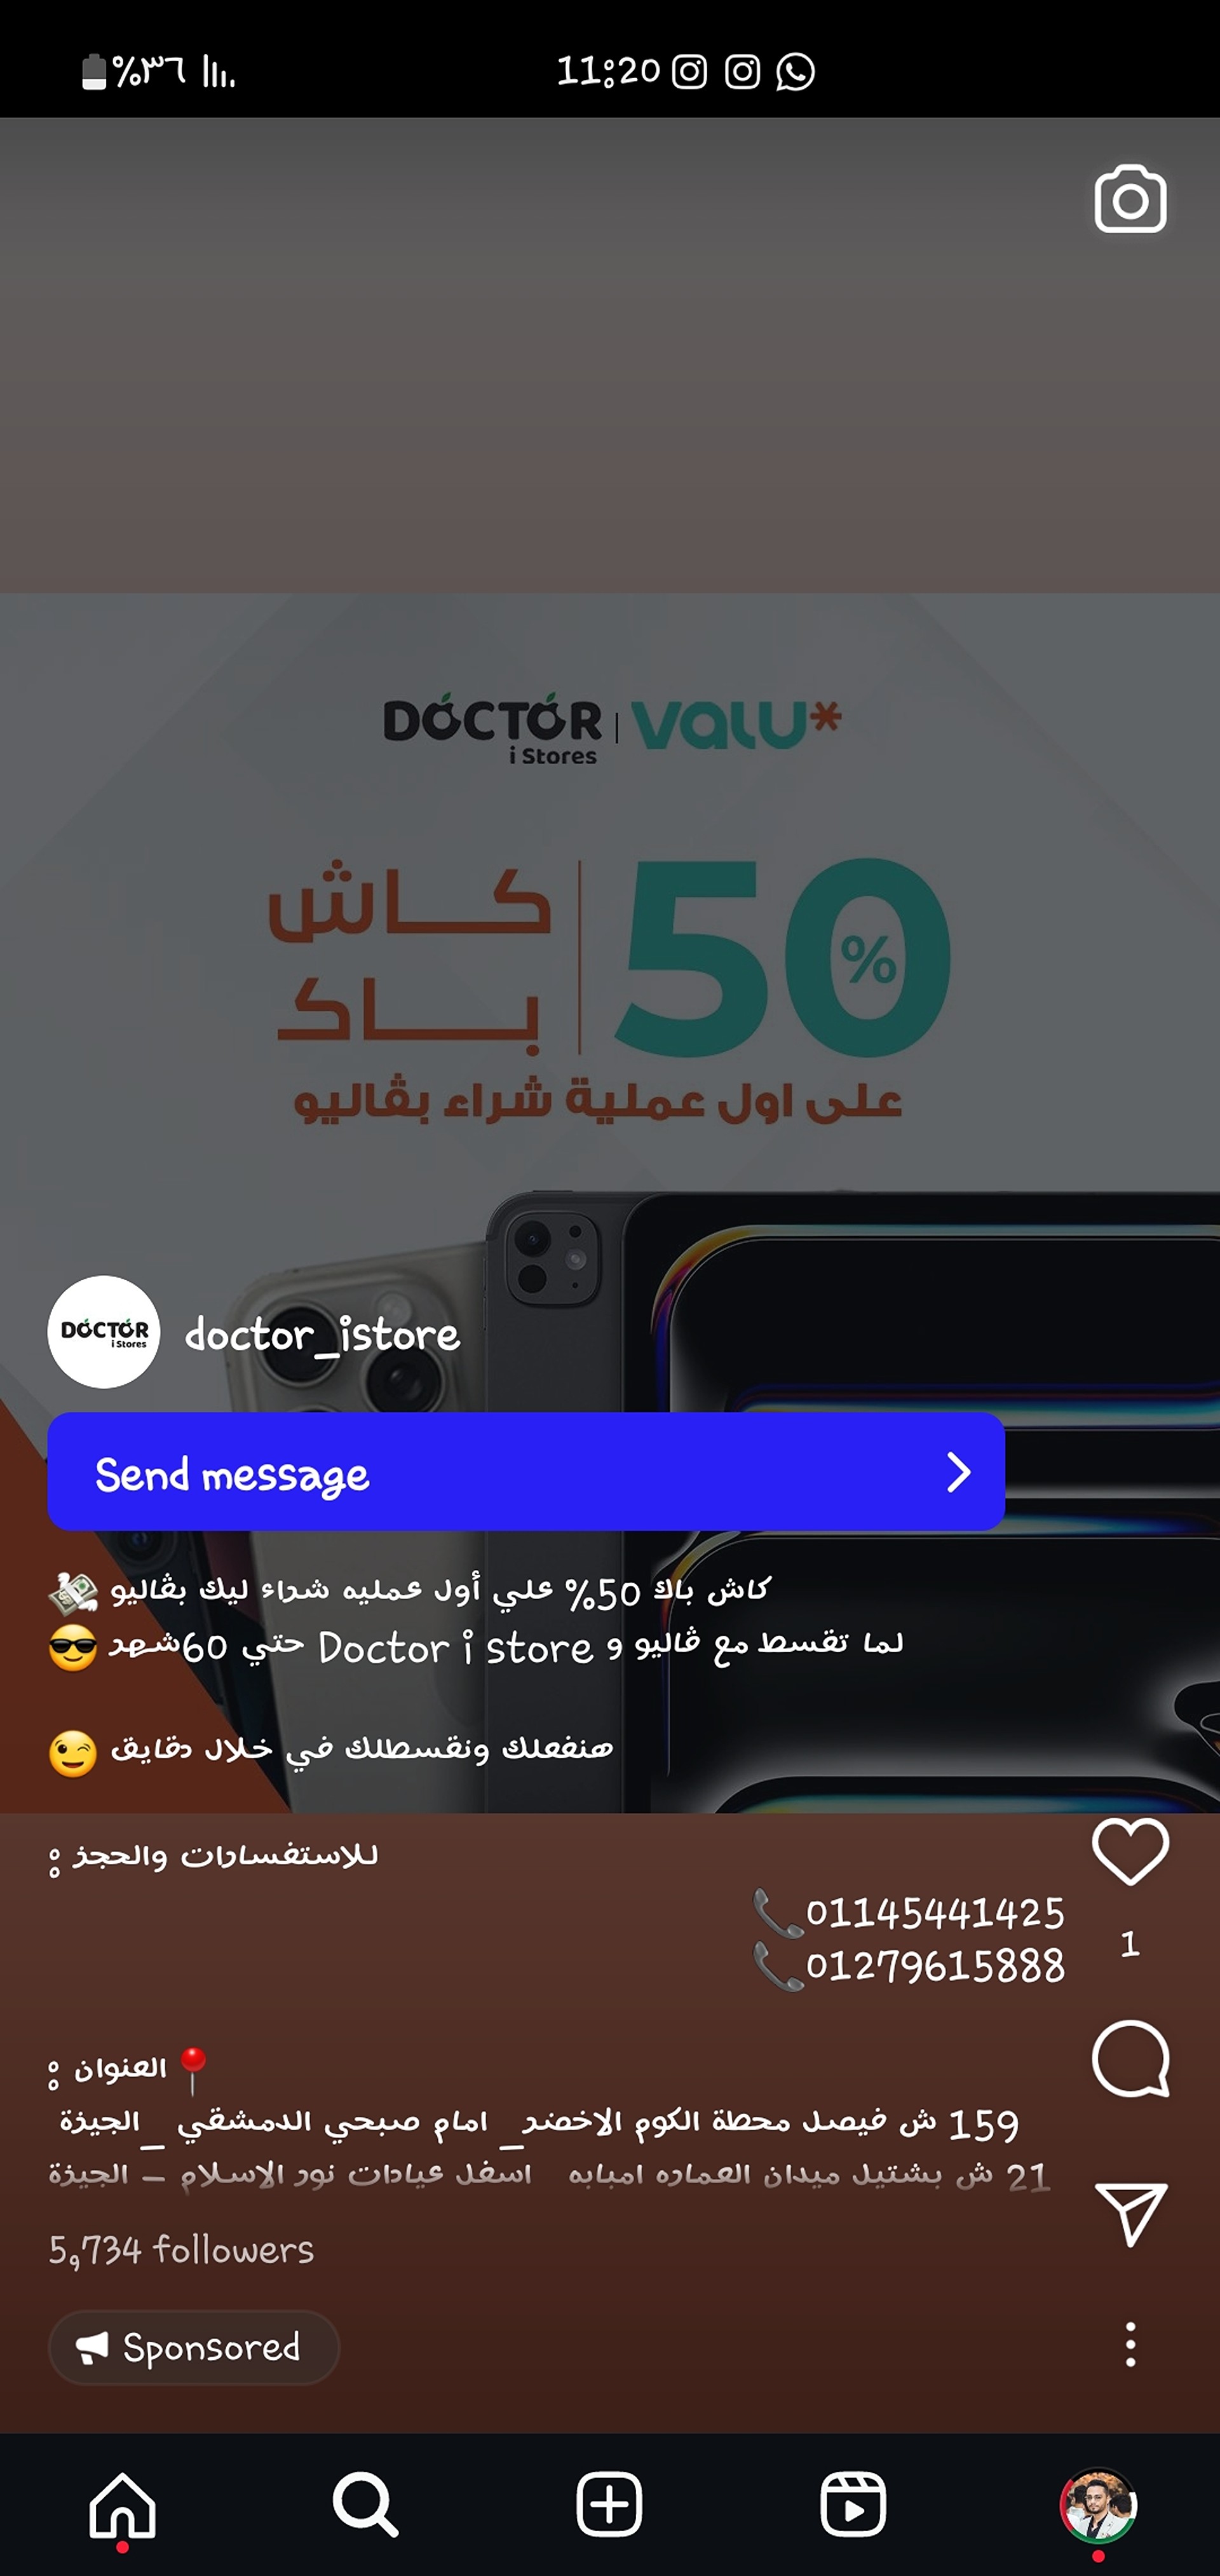 %٣٦ 11:20
DOCTOR i Stores | valu*
50% كاش باك
على اول عملية شراء بڤاليو
DOCTOR i Stores
doctor_istore
Send message
كاش باك 50% علي أول عمليه شراء ليك بڤاليو 💸
لما تقسط مع ڤاليو و Doctor i store حتي 60شهر 😎
هنفعلك ونقسطلك في خلال دقايق 😉
للاستفسارات والحجز :
📞01145441425
1
📞01279615888
📍العنوان :
159 ش فيصل محطة الكوم الاخضر_ امام صبحي الدمشقي _ الجيزة
21 ش بشتيل ميدان العماره امبابه اسفل عيادات نور الإسلام – الجيزة
5,734 followers
Sponsored